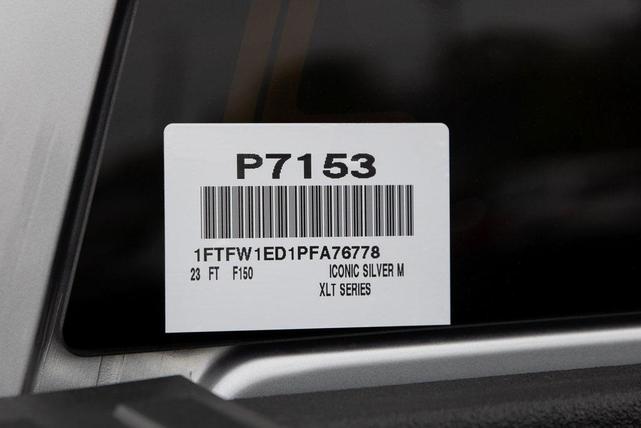 P7153
1FTFW1ED1PFA76778
23 FT F150 ICONIC SILVER M
XLT SERIES